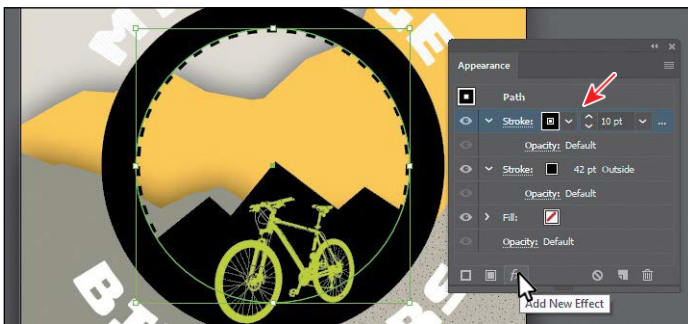 Appearance
Path
Stroke: 10 pt ...
Opacity: Default
Stroke: 42 pt Outside
Opacity: Default
Fill:
Opacity: Default
fx
Add New Effect